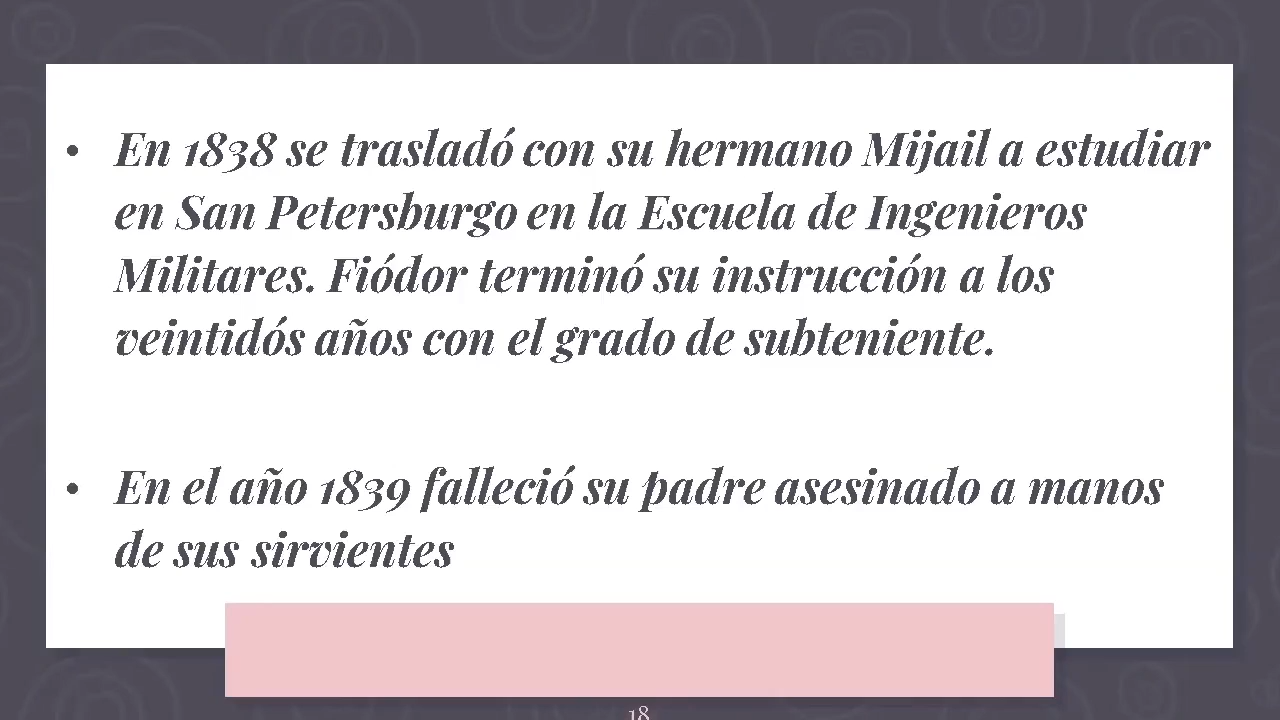 • En 1838 se trasladó con su hermano Mijail a estudiar
en San Petersburgo en la Escuela de Ingenieros
Militares. Fiódor terminó su instrucción a los
veintidós años con el grado de subteniente.
• En el año 1839 falleció su padre asesinado a manos
de sus sirvientes
18